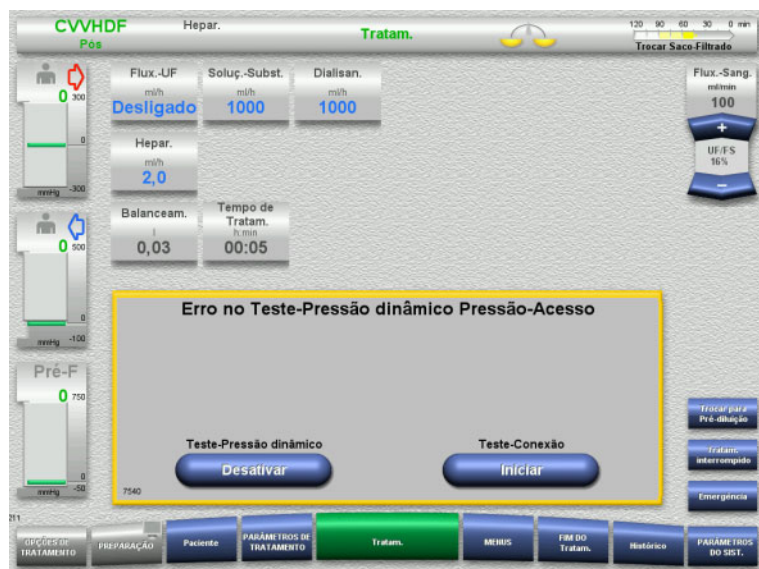 CVVHDF
Pós
Hepar.
Tratam.
120 90 60 30 0 min
Trocar Saco-Filtrado
0
300
0
-300
mmHg
Flux.-UF
ml/h
Desligado
Soluç.-Subst.
ml/h
1000
Dialisan.
ml/h
1000
Flux.-Sang.
ml/min
100
+
UF/FS
16%
–
Hepar.
ml/h
2,0
Balanceam.
l
0,03
Tempo de
Tratam.
h:min
00:05
0
500
0
-100
mmHg
Pré-F
0
750
0
-50
mmHg
Erro no Teste-Pressão dinâmico Pressão-Acesso
Teste-Pressão dinâmico
Desativar
Teste-Conexão
Iníciar
7540
Trocar para
Pré-diluição
Tratam.
interrompido
Emergência
211
OPÇÕES DE
TRATAMENTO
PREPARAÇÃO
Paciente
PARÂMETROS DE
TRATAMENTO
Tratam.
MENUS
FIM DO
Tratam.
Histórico
PARÂMETROS
DO SIST.